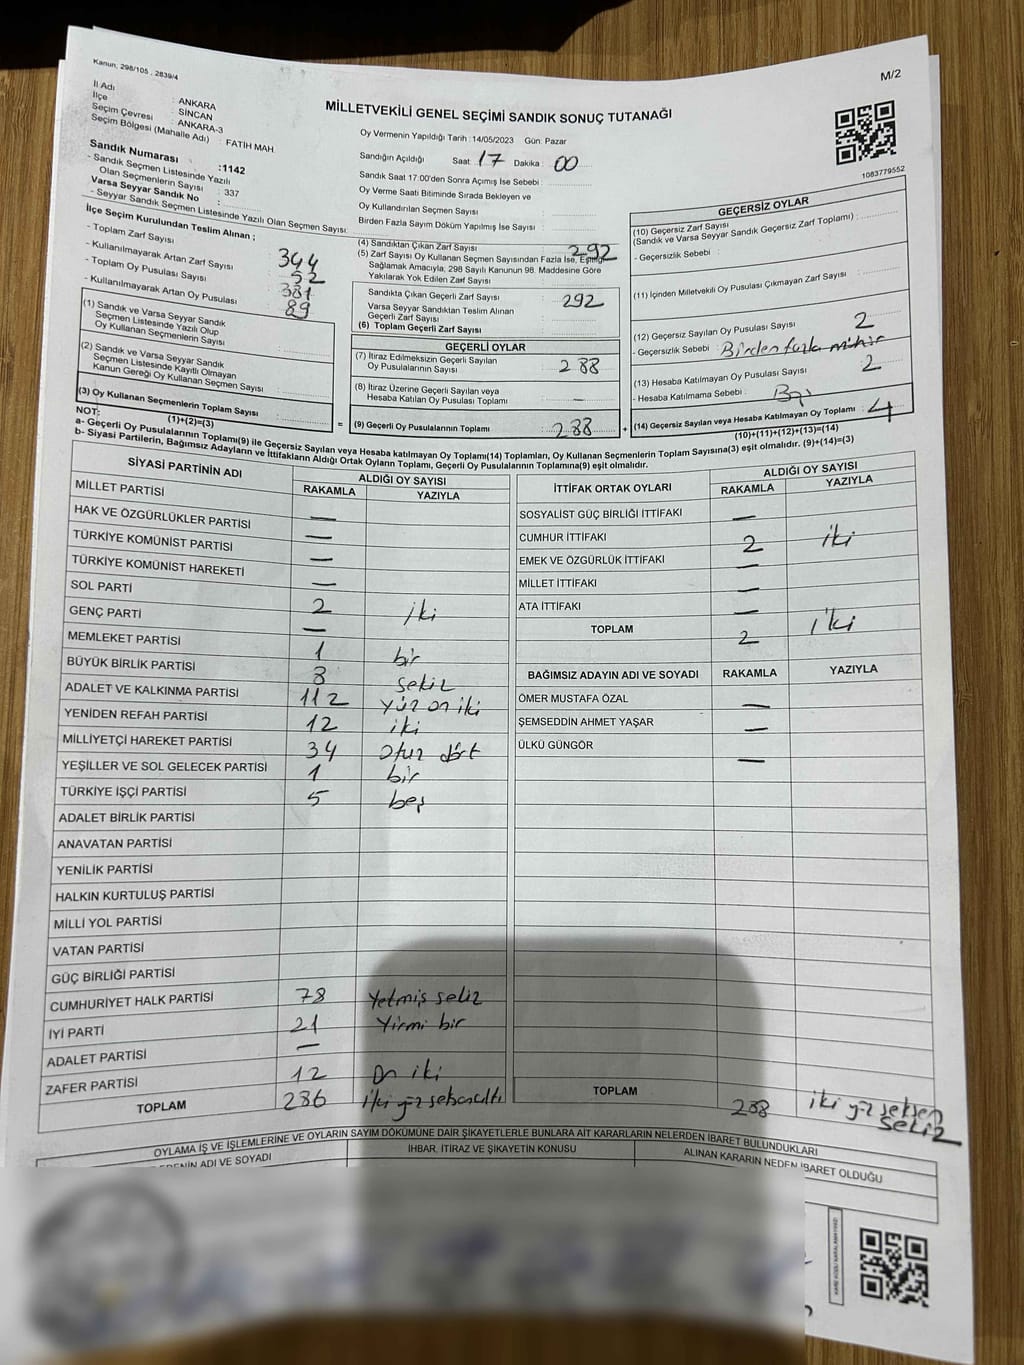 Kanun; 298/105 , 2839/4
M/2
İl Adı : ANKARA
İlçe : SİNCAN
Seçim Çevresi : ANKARA-3
Seçim Bölgesi (Mahalle Adı) : FATİH MAH.
MİLLETVEKİLİ GENEL SEÇİMİ SANDIK SONUÇ TUTANAĞI
1083779552
Oy Vermenin Yapıldığı Tarih : 14/05/2023 Gün: Pazar
Sandığın Açıldığı Saat: 17 Dakika : 00
Sandık Saat 17:00'den Sonra Açımış İse Sebebi :
Oy Verme Saati Bitiminde Sırada Bekleyen ve
Oy Kullandırılan Seçmen Sayısı :
Birden Fazla Sayım Döküm Yapılmış İse Sayısı :
Sandık Numarası : 1142
- Sandık Seçmen Listesinde Yazılı
Olan Seçmenlerin Sayısı : 337
Varsa Seyyar Sandık No :
- Seyyar Sandık Seçmen Listesinde Yazılı Olan Seçmen Sayısı:
İlçe Seçim Kurulundan Teslim Alınan ;
- Toplam Zarf Sayısı : 344
- Kullanılmayarak Artan Zarf Sayısı : 52
- Toplam Oy Pusulası Sayısı : 381
- Kullanılmayarak Artan Oy Pusulası : 89
(1) Sandık ve Varsa Seyyar Sandık
Seçmen Listesinde Yazılı Olup
Oy Kullanan Seçmenlerin Sayısı :
(2) Sandık ve Varsa Seyyar Sandık
Seçmen Listesinde Kayıtlı Olmayan
Kanun Gereği Oy Kullanan Seçmen Sayısı :
(3) Oy Kullanan Seçmenlerin Toplam Sayısı :
(1)+(2)=(3)
(4) Sandıktan Çıkan Zarf Sayısı : 292
(5) Zarf Sayısı Oy Kullanan Seçmen Sayısından Fazla İse, Eşitliği
Sağlamak Amacıyla, 298 Sayılı Kanunun 98. Maddesine Göre
Yakılarak Yok Edilen Zarf Sayısı :
Sandıkta Çıkan Geçerli Zarf Sayısı : 292
Varsa Seyyar Sandıktan Teslim Alınan
Geçerli Zarf Sayısı :
(6) Toplam Geçerli Zarf Sayısı :
GEÇERLİ OYLAR
(7) İtiraz Edilmeksizin Geçerli Sayılan
Oy Pusulalarının Sayısı : 288
(8) İtiraz Üzerine Geçerli Sayılan veya
Hesaba Katılan Oy Pusulası Toplamı : —
= (9) Geçerli Oy Pusulalarının Toplamı : 288 +
GEÇERSİZ OYLAR
(10) Geçersiz Zarf Sayısı
(Sandık ve Varsa Seyyar Sandık Geçersiz Zarf Toplamı) :
- Geçersizlik Sebebi :
(11) İçinden Milletvekili Oy Pusulası Çıkmayan Zarf Sayısı :
(12) Geçersiz Sayılan Oy Pusulası Sayısı : 2
- Geçersizlik Sebebi : Birden fazla mühür
(13) Hesaba Katılmayan Oy Pusulası Sayısı : 2
- Hesaba Katılmama Sebebi :
(14) Geçersiz Sayılan veya Hesaba Katılmayan Oy Toplamı : 4
(10)+(11)+(12)+(13)=(14)
NOT:
a- Geçerli Oy Pusulalarının Toplamı(9) ile Geçersiz Sayılan veya Hesaba katılmayan Oy Toplamı(14) Toplamları, Oy Kullanan Seçmenlerin Toplam Sayısına(3) eşit olmalıdır. (9)+(14)=(3)
b- Siyasi Partilerin, Bağımsız Adayların ve İttifakların Aldığı Ortak Oyların Toplamı, Geçerli Oy Pusulalarının Toplamına(9) eşit olmalıdır.
SİYASİ PARTİNİN ADI ALDIĞI OY SAYISI
RAKAMLA YAZIYLA
MİLLET PARTİSİ —
HAK VE ÖZGÜRLÜKLER PARTİSİ —
TÜRKİYE KOMÜNİST PARTİSİ —
TÜRKİYE KOMÜNİST HAREKETİ —
SOL PARTİ 2 iki
GENÇ PARTİ —
MEMLEKET PARTİSİ 1 bir
BÜYÜK BİRLİK PARTİSİ 8 sekiz
ADALET VE KALKINMA PARTİSİ 112 yüz on iki
YENİDEN REFAH PARTİSİ 12 iki
MİLLİYETÇİ HAREKET PARTİSİ 34 otuz dört
YEŞİLLER VE SOL GELECEK PARTİSİ 1 bir
TÜRKİYE İŞÇİ PARTİSİ 5 beş
ADALET BİRLİK PARTİSİ
ANAVATAN PARTİSİ
YENİLİK PARTİSİ
HALKIN KURTULUŞ PARTİSİ
MİLLİ YOL PARTİSİ
VATAN PARTİSİ
GÜÇ BİRLİĞİ PARTİSİ
CUMHURİYET HALK PARTİSİ 78 Yetmiş sekiz
İYİ PARTİ 21 Yirmi bir
ADALET PARTİSİ —
ZAFER PARTİSİ 12 On iki
TOPLAM 286 iki yüz seksenaltı
İTTİFAK ORTAK OYLARI ALDIĞI OY SAYISI
RAKAMLA YAZIYLA
SOSYALİST GÜÇ BİRLİĞİ İTTİFAKI —
CUMHUR İTTİFAKI 2 iki
EMEK VE ÖZGÜRLÜK İTTİFAKI —
MİLLET İTTİFAKI —
ATA İTTİFAKI —
TOPLAM 2 iki
BAĞIMSIZ ADAYIN ADI VE SOYADI RAKAMLA YAZIYLA
ÖMER MUSTAFA ÖZAL —
ŞEMSEDDİN AHMET YAŞAR —
ÜLKÜ GÜNGÖR —
TOPLAM 288 iki yüz seksen
sekiz
OYLAMA İŞ VE İŞLEMLERİNE VE OYLARIN SAYIM DÖKÜMÜNE DAİR ŞİKAYETLERLE BUNLARA AİT KARARLARIN NELERDEN İBARET BULUNDUKLARI
ADI VE SOYADI İHBAR, İTİRAZ VE ŞİKAYETİN KONUSU ALINAN KARARIN NEDEN İBARET OLDUĞU